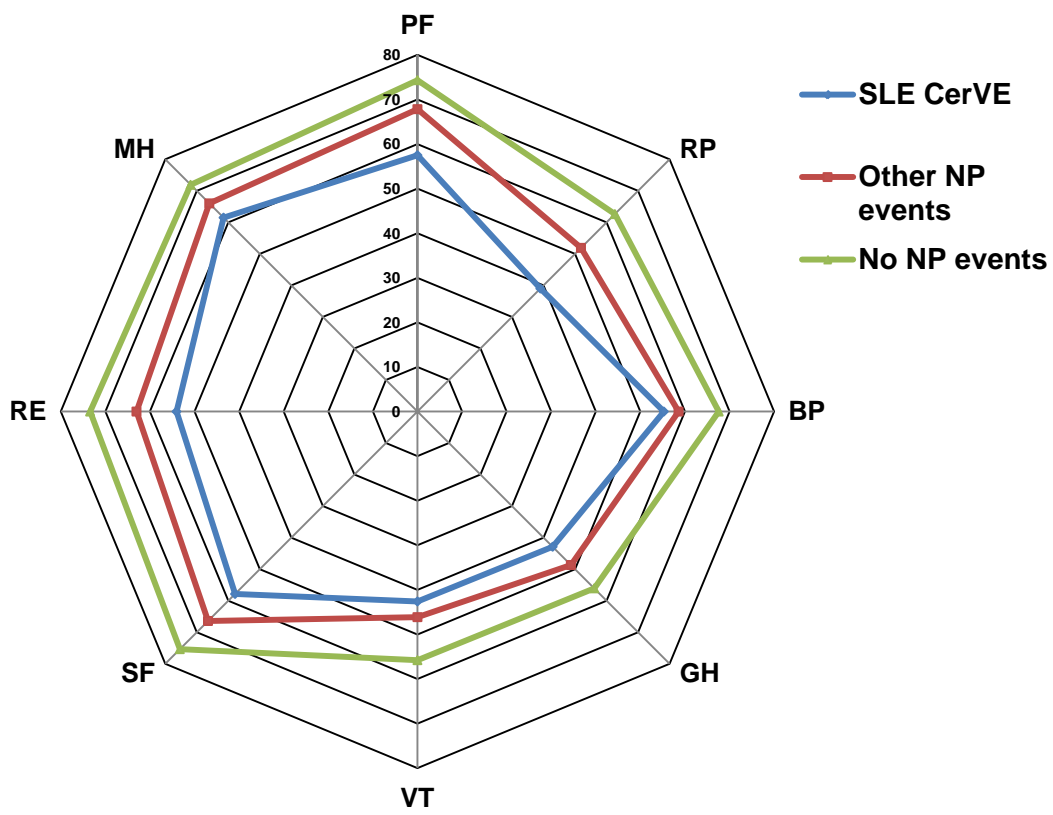 PF
80
70
60
50
40
30
20
10
0
MH
RP
RE
BP
SF
GH
VT
SLE CerVE
Other NP
events
No NP events